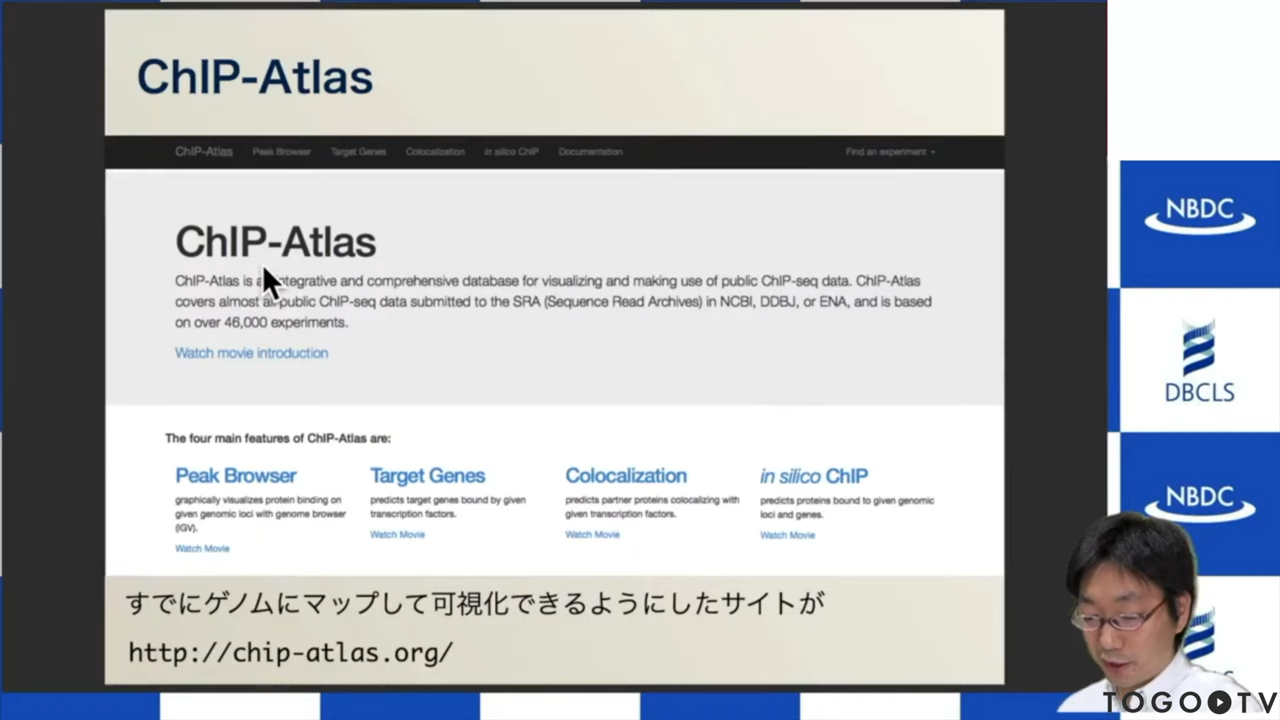 ChIP-Atlas
ChIP-Atlas Peak Browser Target Genes Colocalization in silico ChIP Documentation Find an experiment
ChIP-Atlas
ChIP-Atlas is an integrative and comprehensive database for visualizing and making use of public ChIP-seq data. ChIP-Atlas
covers almost all public ChIP-seq data submitted to the SRA (Sequence Read Archives) in NCBI, DDBJ, or ENA, and is based
on over 46,000 experiments.
Watch movie introduction
The four main features of ChIP-Atlas are:
Peak Browser
graphically visualizes protein binding on
given genomic loci with genome browser
(IGV).
Watch Movie
Target Genes
predicts target genes bound by given
transcription factors.
Watch Movie
Colocalization
predicts partner proteins colocalizing with
given transcription factors.
Watch Movie
in silico ChIP
predicts proteins bound to given genomic
loci and genes.
Watch Movie
すでにゲノムにマップして可視化できるようにしたサイトが
http://chip-atlas.org/
NBDC
DBCLS
NBDC
TOGO TV